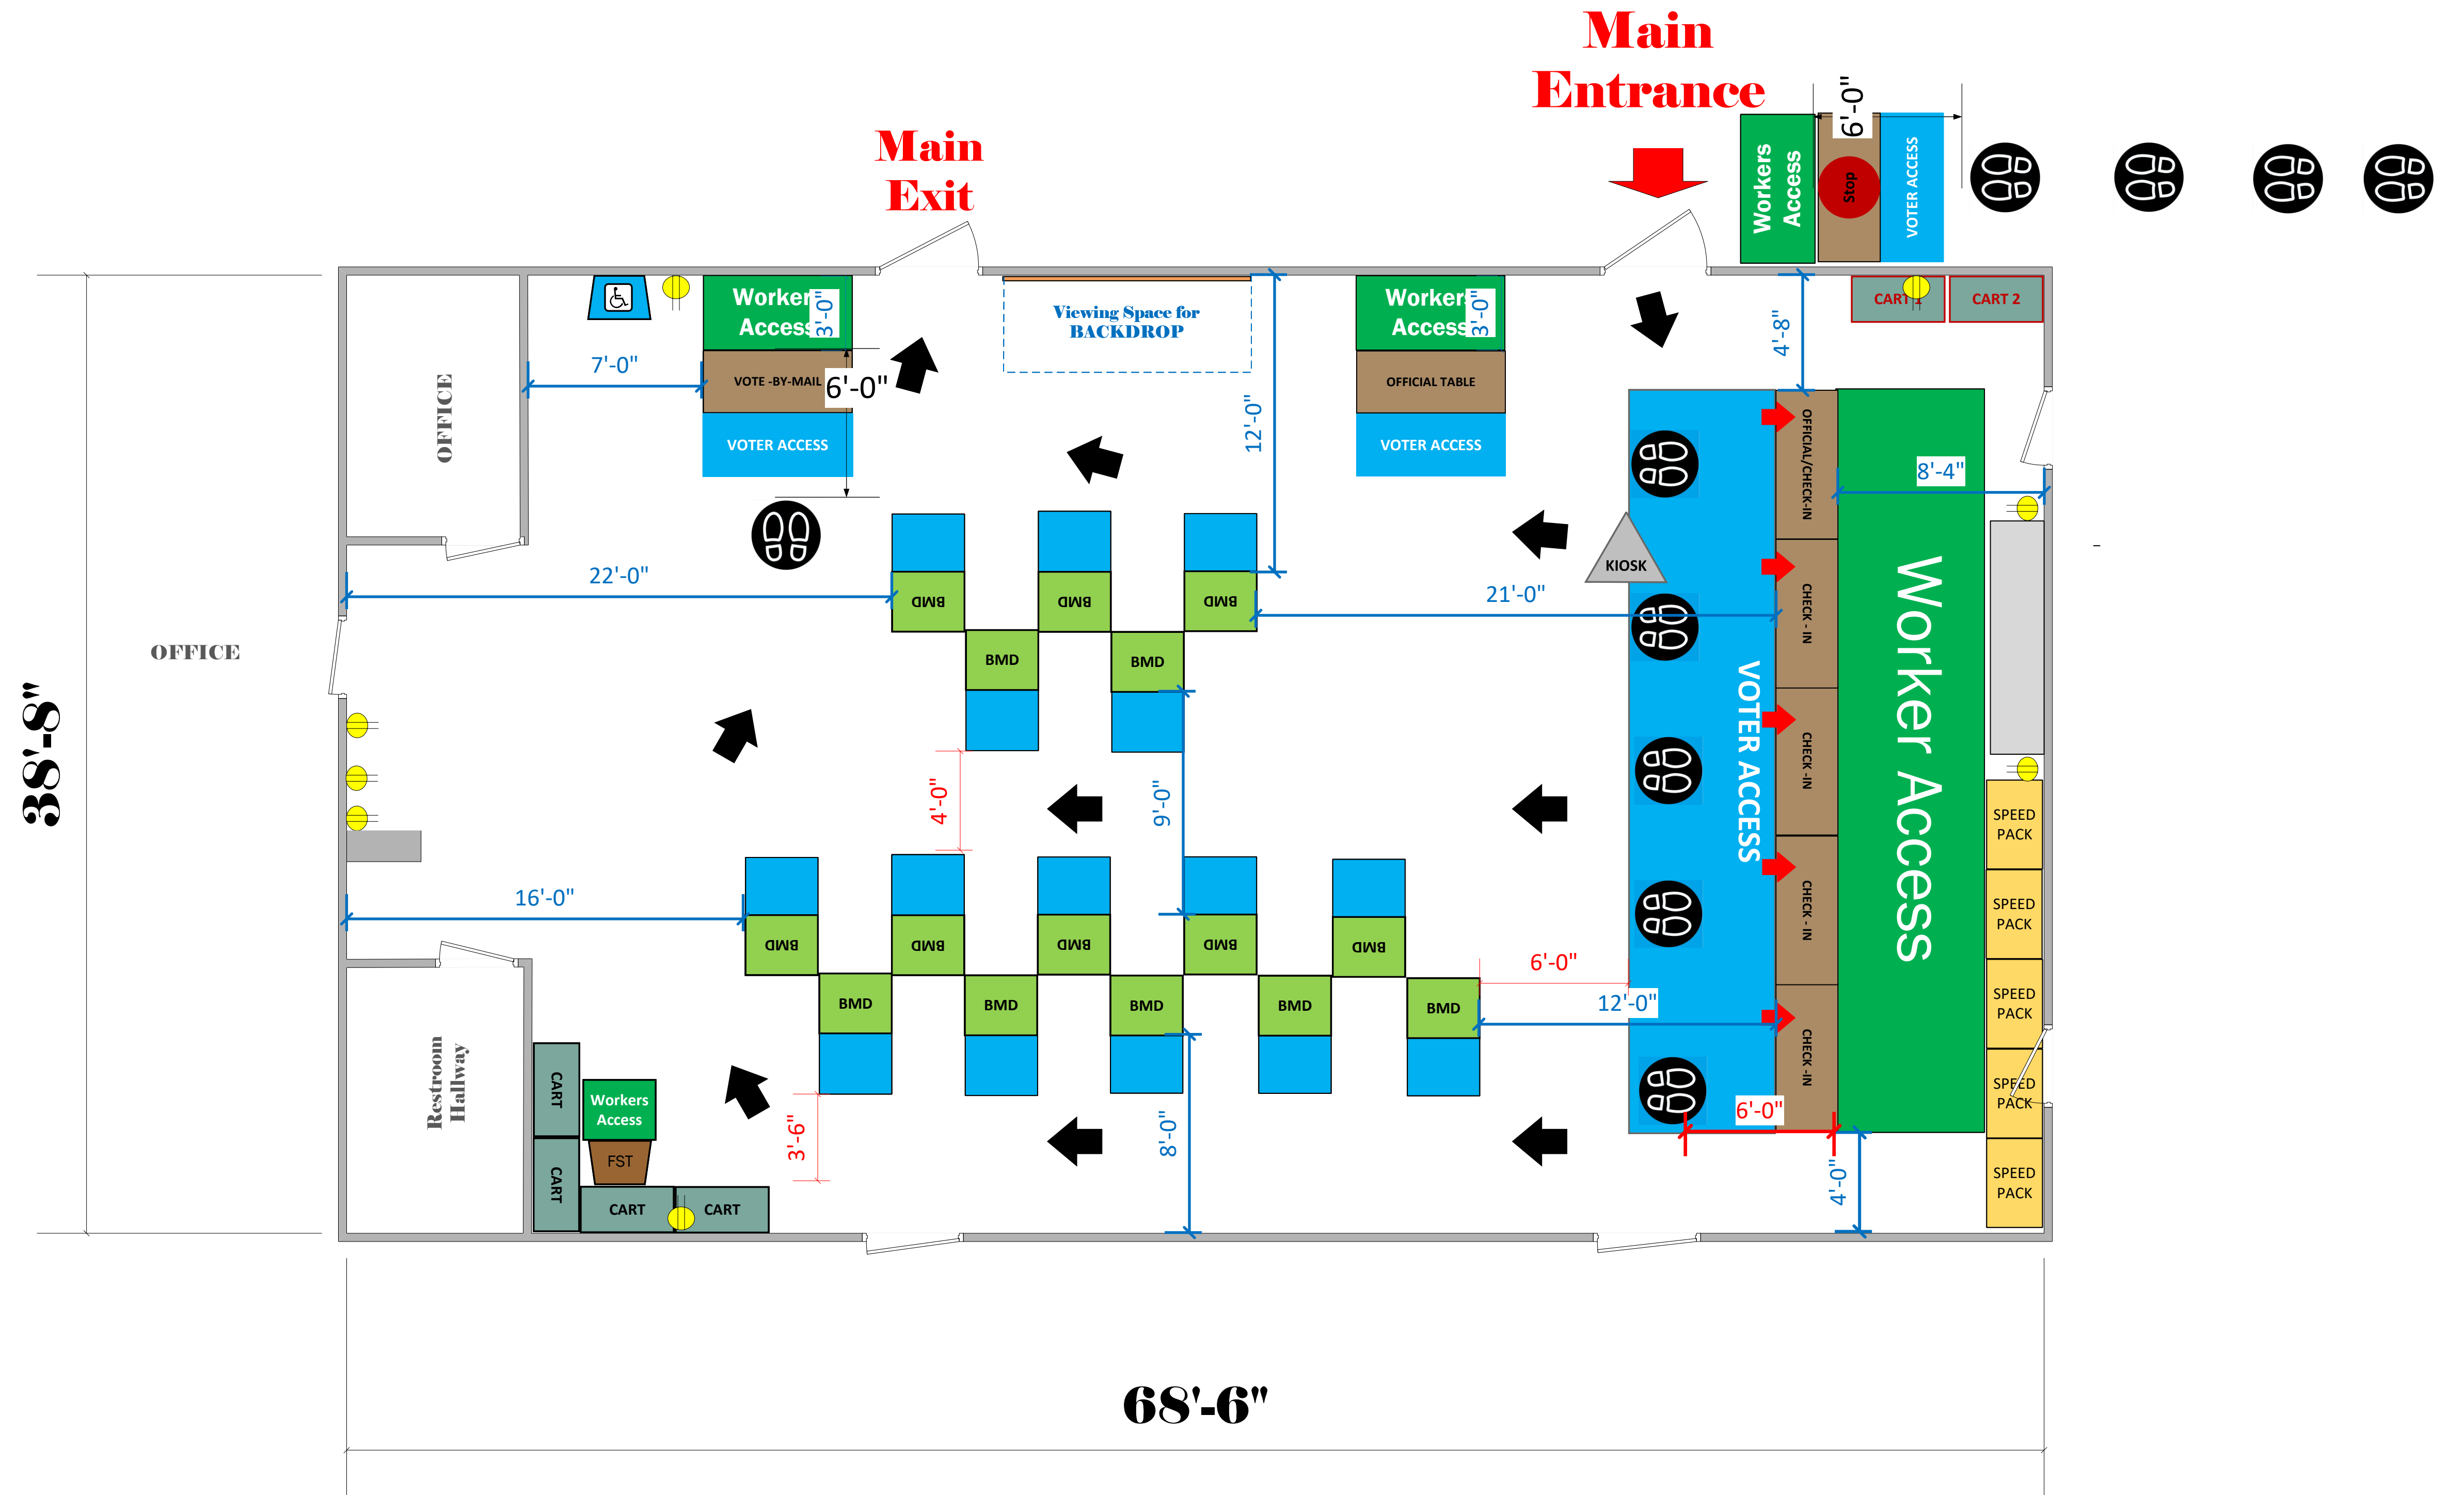 Main
Entrance
Main
Exit
Workers
Access
Stop
6'-0"
VOTER ACCESS
Workers
Access
3'-0"
Viewing Space for
BACKDROP
Workers
Access
3'-0"
CART 1
CART 2
4'-8"
OFFICE
7'-0"
VOTE -BY-MAIL
6'-0"
VOTER ACCESS
12'-0"
OFFICIAL TABLE
VOTER ACCESS
OFFICIAL/CHECK-IN
8'-4"
22'-0"
BMD
BMD
BMD
21'-0"
KIOSK
CHECK - IN
OFFICE
BMD
BMD
38'-8"
4'-0"
9'-0"
VOTER ACCESS
CHECK -IN
Worker Access
SPEED
PACK
16'-0"
BMD
BMD
BMD
BMD
BMD
CHECK - IN
SPEED
PACK
6'-0"
12'-0"
BMD
BMD
BMD
BMD
BMD
CHECK -IN
SPEED
PACK
Restroom
Hallway
CART
Workers
Access
FST
CART
CART
CART
3'-6"
8'-0"
6'-0"
4'-0"
SPEED
PACK
SPEED
PACK
68'-6"